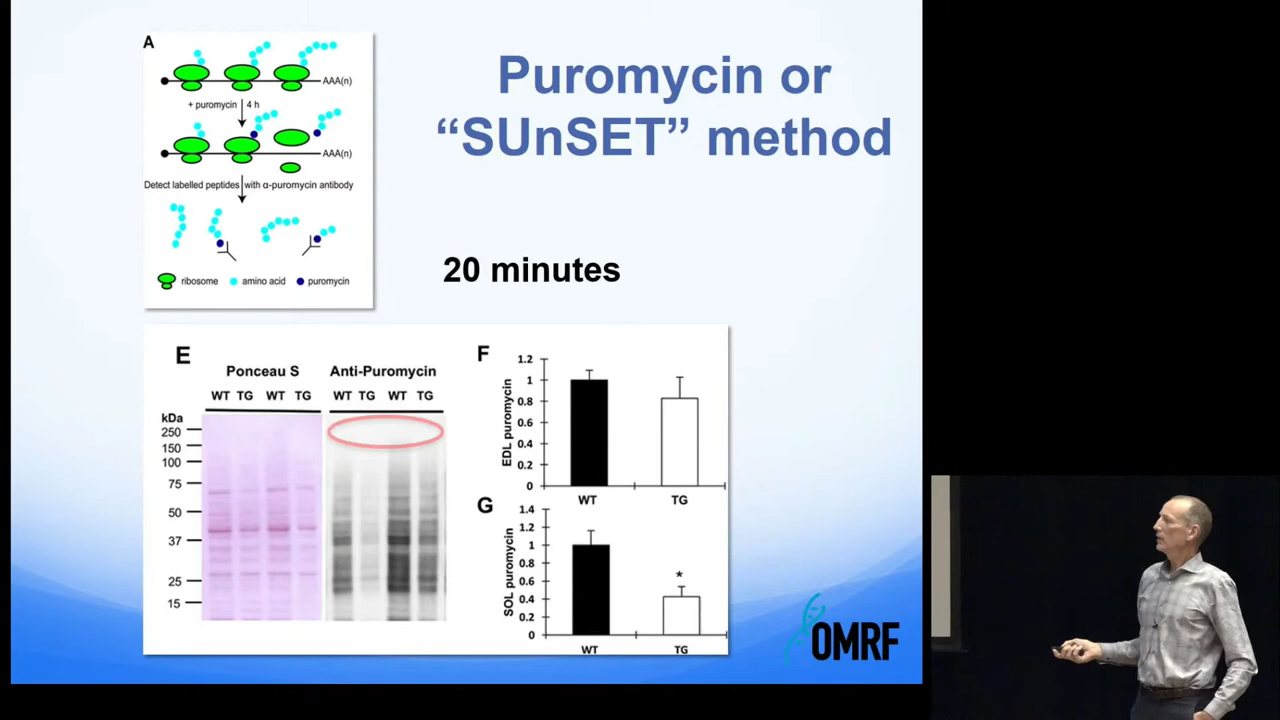 Puromycin or
“SUnSET” method
A
AAA(n)
+ puromycin 4 h
AAA(n)
Detect labelled peptides with α-puromycin antibody
ribosome amino acid puromycin
20 minutes
E
Ponceau S Anti-Puromycin
WT TG WT TG WT TG WT TG
kDa
250
150
100
75
50
37
25
15
F
EDL puromycin
1.2
1
0.8
0.6
0.4
0.2
0
WT TG
G
SOL puromycin
1.4
1.2
1
0.8
0.6
0.4
0.2
0
*
WT TG
OMRF